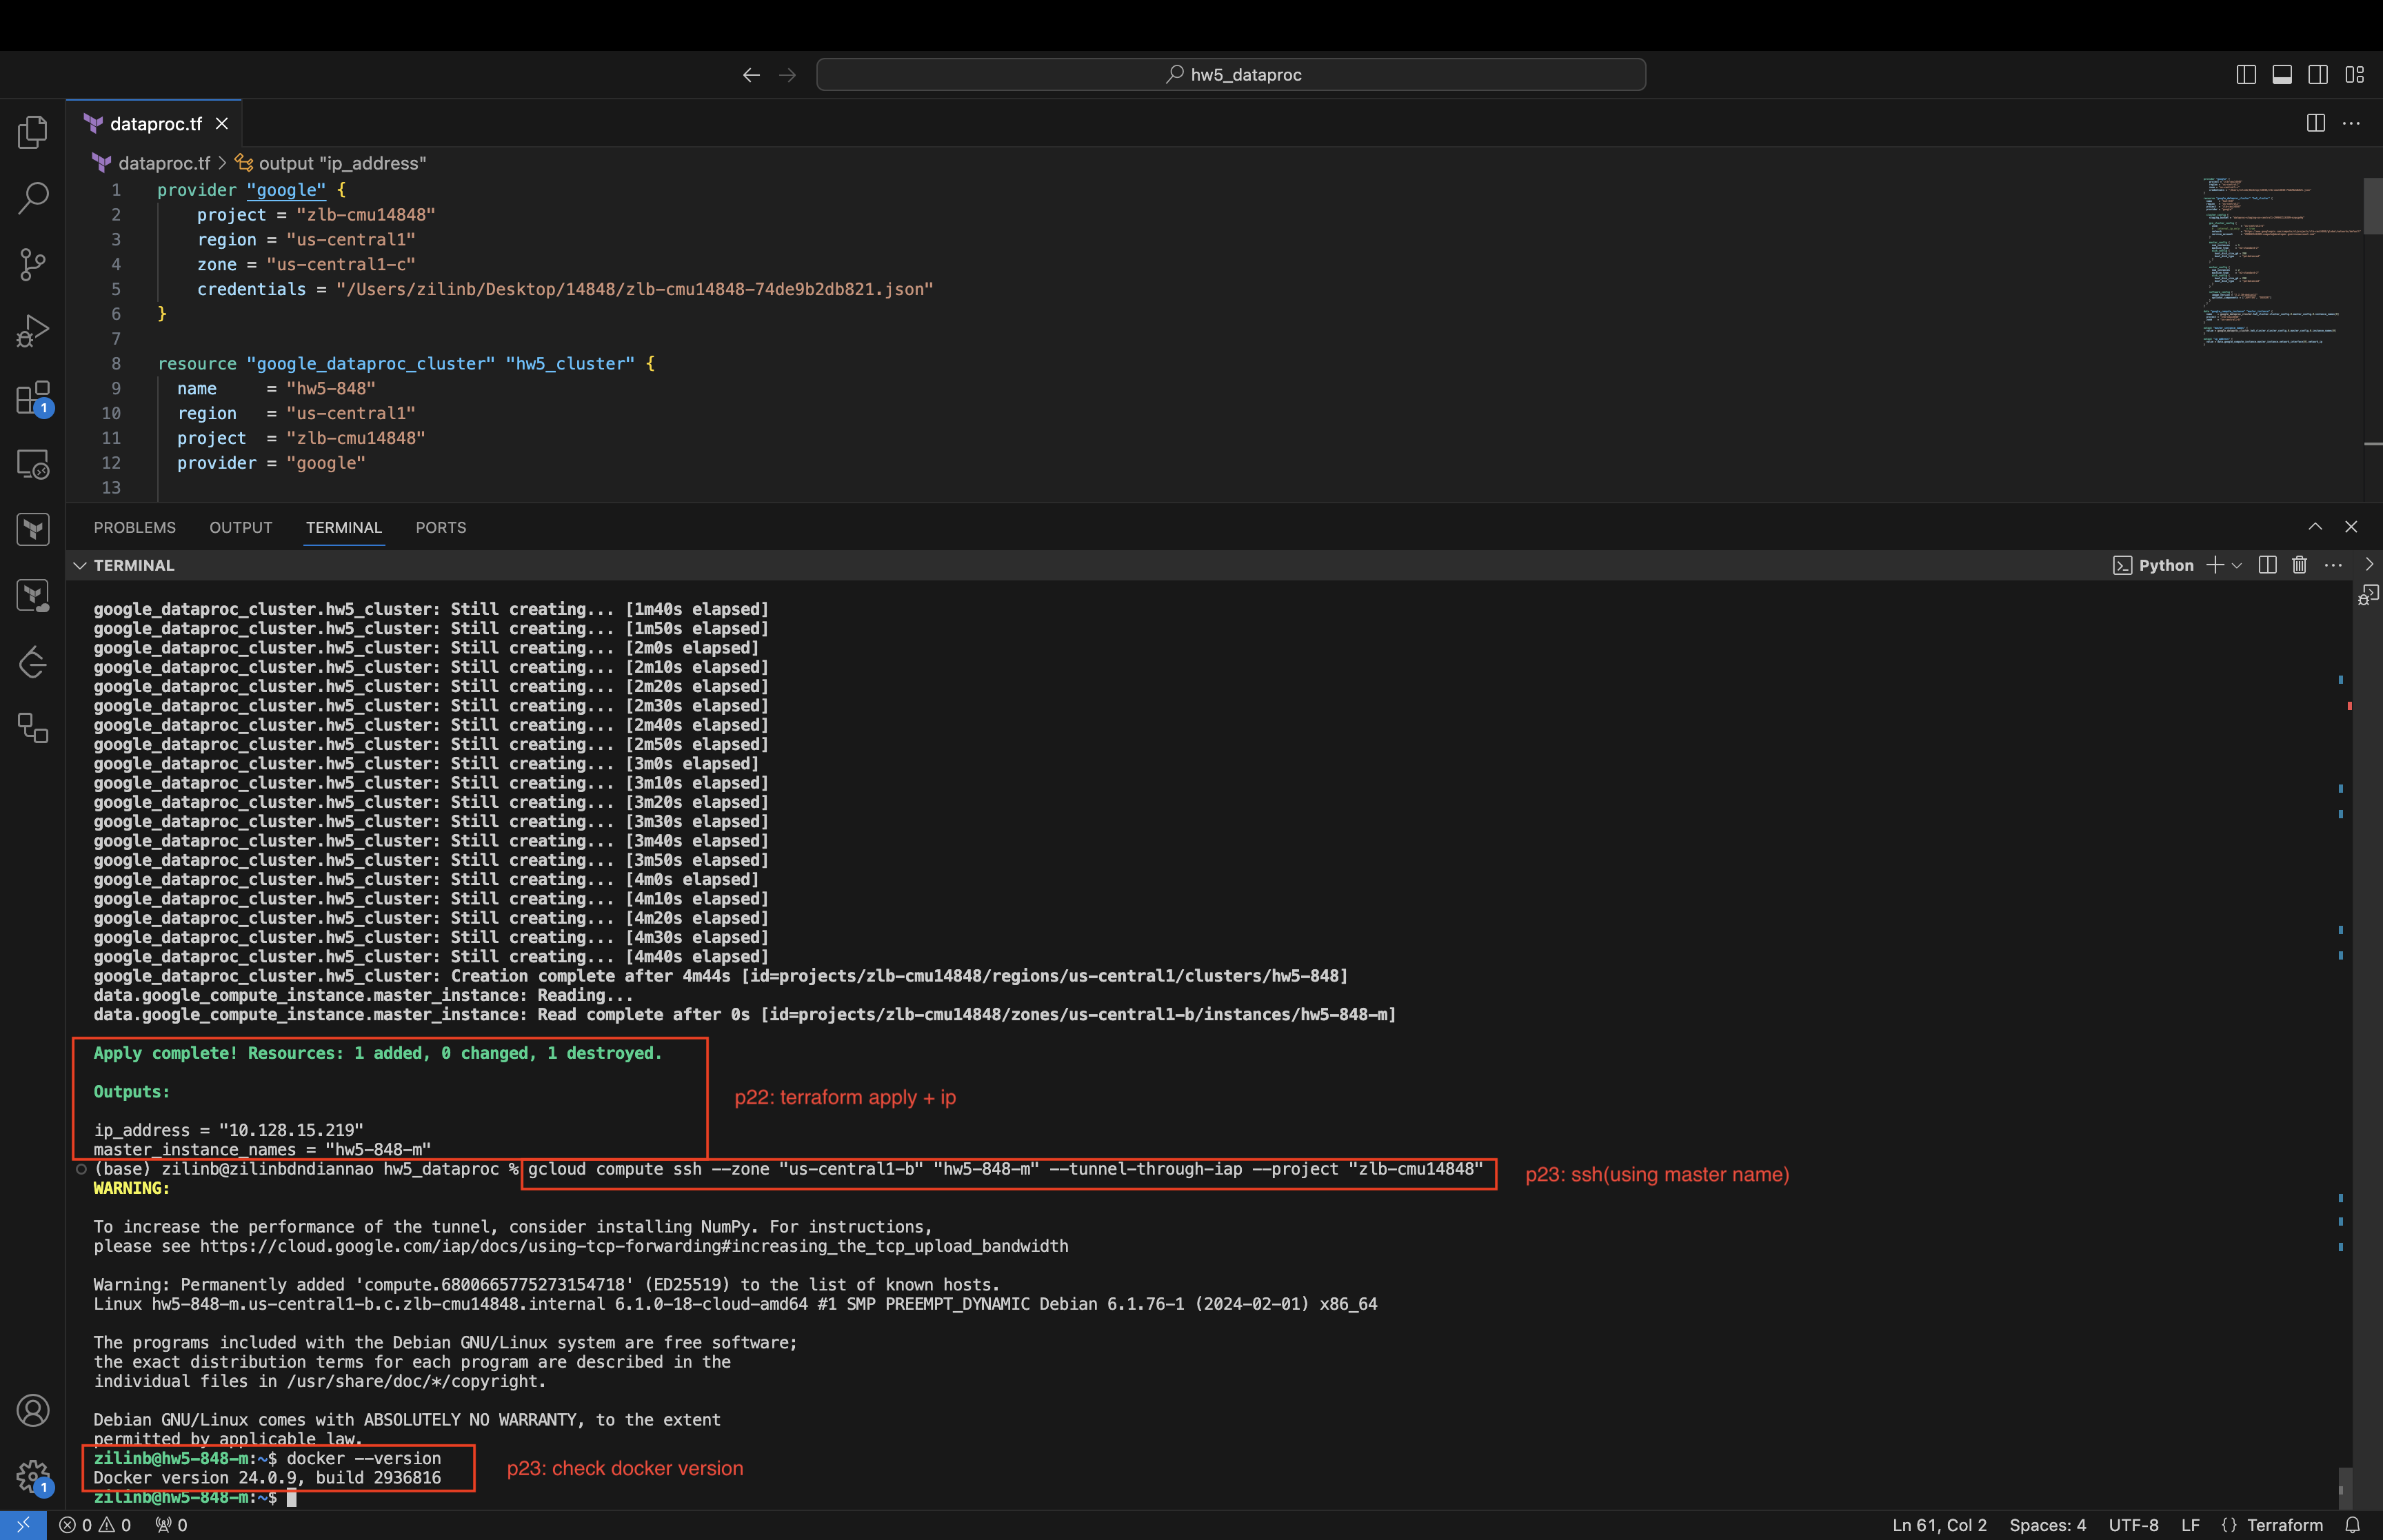 hw5_dataproc
dataproc.tf
dataproc.tf > output "ip_address"
1 provider "google" {
2 project = "zlb-cmu14848"
3 region = "us-central1"
4 zone = "us-central1-c"
5 credentials = "/Users/zilinb/Desktop/14848/zlb-cmu14848-74de9b2db821.json"
6 }
7
8 resource "google_dataproc_cluster" "hw5_cluster" {
9 name = "hw5-848"
10 region = "us-central1"
11 project = "zlb-cmu14848"
12 provider = "google"
13
PROBLEMS OUTPUT TERMINAL PORTS
TERMINAL
Python
google_dataproc_cluster.hw5_cluster: Still creating... [1m40s elapsed]
google_dataproc_cluster.hw5_cluster: Still creating... [1m50s elapsed]
google_dataproc_cluster.hw5_cluster: Still creating... [2m0s elapsed]
google_dataproc_cluster.hw5_cluster: Still creating... [2m10s elapsed]
google_dataproc_cluster.hw5_cluster: Still creating... [2m20s elapsed]
google_dataproc_cluster.hw5_cluster: Still creating... [2m30s elapsed]
google_dataproc_cluster.hw5_cluster: Still creating... [2m40s elapsed]
google_dataproc_cluster.hw5_cluster: Still creating... [2m50s elapsed]
google_dataproc_cluster.hw5_cluster: Still creating... [3m0s elapsed]
google_dataproc_cluster.hw5_cluster: Still creating... [3m10s elapsed]
google_dataproc_cluster.hw5_cluster: Still creating... [3m20s elapsed]
google_dataproc_cluster.hw5_cluster: Still creating... [3m30s elapsed]
google_dataproc_cluster.hw5_cluster: Still creating... [3m40s elapsed]
google_dataproc_cluster.hw5_cluster: Still creating... [3m50s elapsed]
google_dataproc_cluster.hw5_cluster: Still creating... [4m0s elapsed]
google_dataproc_cluster.hw5_cluster: Still creating... [4m10s elapsed]
google_dataproc_cluster.hw5_cluster: Still creating... [4m20s elapsed]
google_dataproc_cluster.hw5_cluster: Still creating... [4m30s elapsed]
google_dataproc_cluster.hw5_cluster: Still creating... [4m40s elapsed]
google_dataproc_cluster.hw5_cluster: Creation complete after 4m44s [id=projects/zlb-cmu14848/regions/us-central1/clusters/hw5-848]
data.google_compute_instance.master_instance: Reading...
data.google_compute_instance.master_instance: Read complete after 0s [id=projects/zlb-cmu14848/zones/us-central1-b/instances/hw5-848-m]
Apply complete! Resources: 1 added, 0 changed, 1 destroyed.
Outputs:
p22: terraform apply + ip
ip_address = "10.128.15.219"
master_instance_names = "hw5-848-m"
(base) zilinb@zilinbdndiannao hw5_dataproc % gcloud compute ssh --zone "us-central1-b" "hw5-848-m" --tunnel-through-iap --project "zlb-cmu14848"
p23: ssh(using master name)
WARNING:
To increase the performance of the tunnel, consider installing NumPy. For instructions,
please see https://cloud.google.com/iap/docs/using-tcp-forwarding#increasing_the_tcp_upload_bandwidth
Warning: Permanently added 'compute.6800665775273154718' (ED25519) to the list of known hosts.
Linux hw5-848-m.us-central1-b.c.zlb-cmu14848.internal 6.1.0-18-cloud-amd64 #1 SMP PREEMPT_DYNAMIC Debian 6.1.76-1 (2024-02-01) x86_64
The programs included with the Debian GNU/Linux system are free software;
the exact distribution terms for each program are described in the
individual files in /usr/share/doc/*/copyright.
Debian GNU/Linux comes with ABSOLUTELY NO WARRANTY, to the extent
permitted by applicable law.
zilinb@hw5-848-m:~$ docker --version
Docker version 24.0.9, build 2936816
p23: check docker version
zilinb@hw5-848-m:~$
1
1
0 0 0
Ln 61, Col 2 Spaces: 4 UTF-8 LF {} Terraform